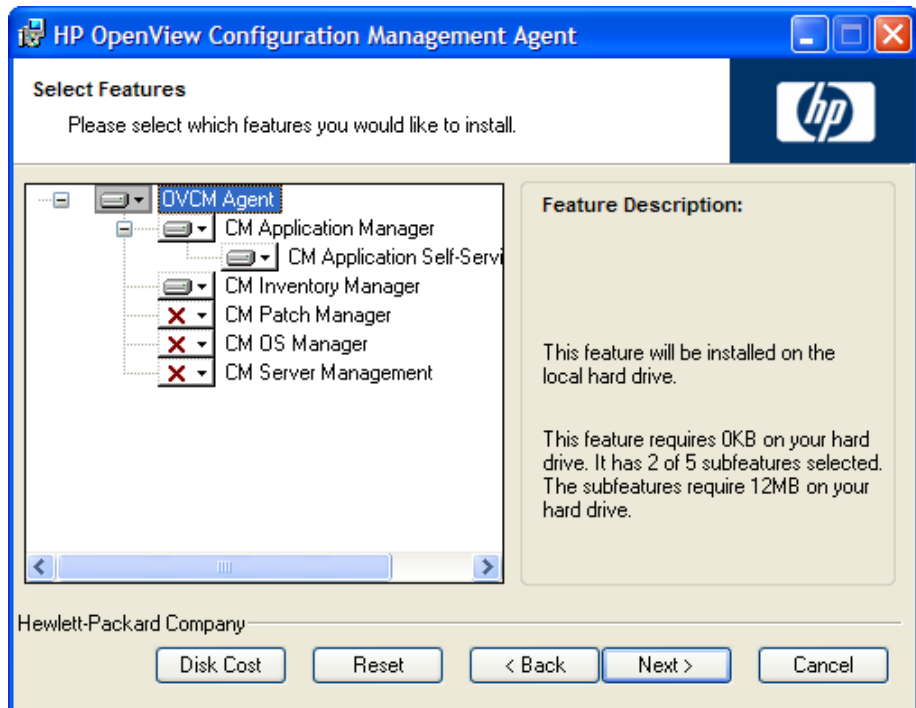 HP OpenView Configuration Management Agent
Select Features
Please select which features you would like to install.
hp
OVCM Agent
CM Application Manager
CM Application Self-Servi
CM Inventory Manager
CM Patch Manager
CM OS Manager
CM Server Management
Feature Description:
This feature will be installed on the
local hard drive.
This feature requires 0KB on your hard
drive. It has 2 of 5 subfeatures selected.
The subfeatures require 12MB on your
hard drive.
Hewlett-Packard Company
Disk Cost
Reset
< Back
Next >
Cancel